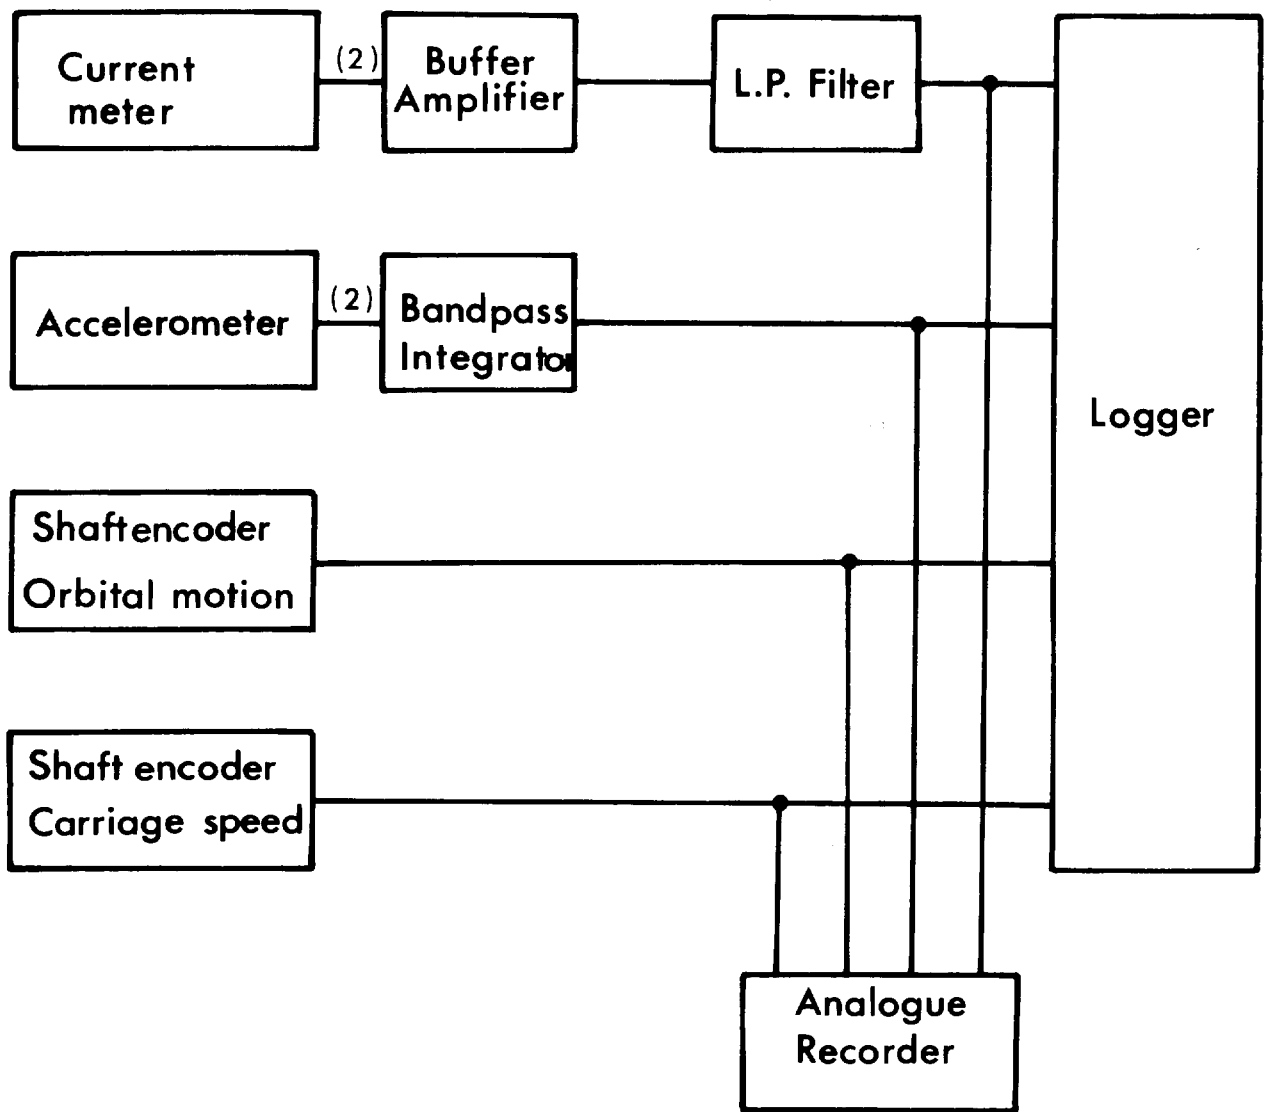 Current
meter
(2)
Buffer
Amplifier
L.P. Filter
Accelerometer
(2)
Bandpass
Integrator
Logger
Shaftencoder
Orbital motion
Shaft encoder
Carriage speed
Analogue
Recorder